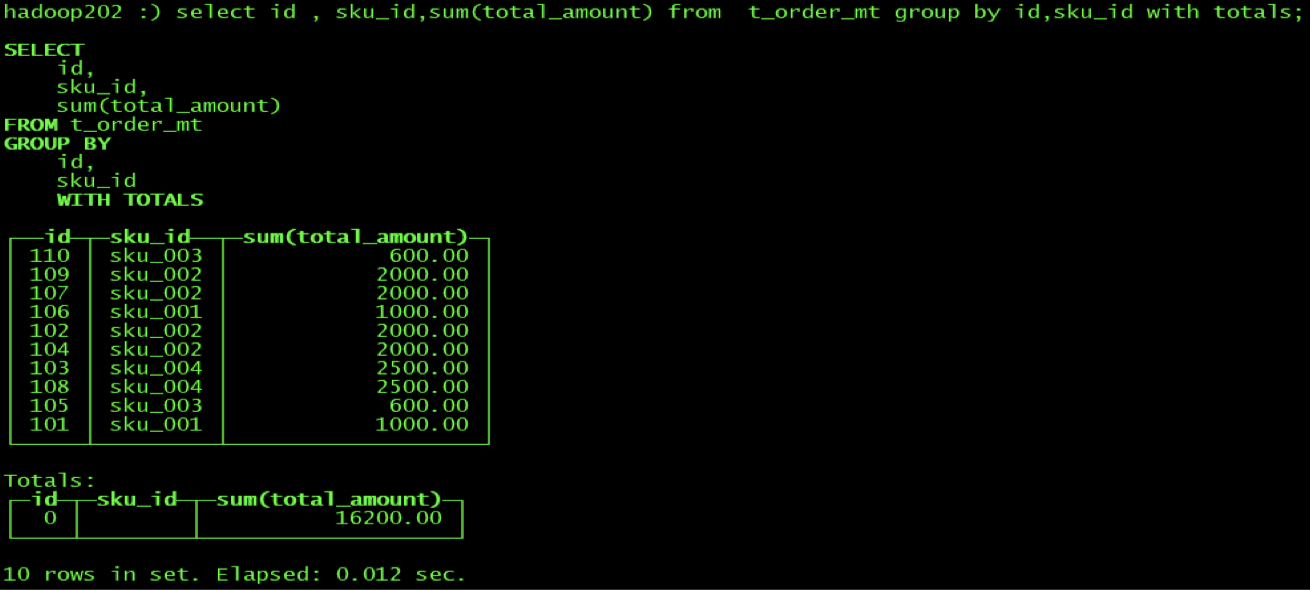 hadoop202 :) select id , sku_id,sum(total_amount) from  t_order_mt group by id,sku_id with totals;
SELECT
    id,
    sku_id,
    sum(total_amount)
FROM t_order_mt
GROUP BY
    id,
    sku_id
    WITH TOTALS
id sku_id sum(total_amount)
110 sku_003 600.00
109 sku_002 2000.00
107 sku_002 2000.00
106 sku_001 1000.00
102 sku_002 2000.00
104 sku_002 2000.00
103 sku_004 2500.00
108 sku_004 2500.00
105 sku_003 600.00
101 sku_001 1000.00
Totals:
id sku_id sum(total_amount)
0 16200.00
10 rows in set. Elapsed: 0.012 sec.